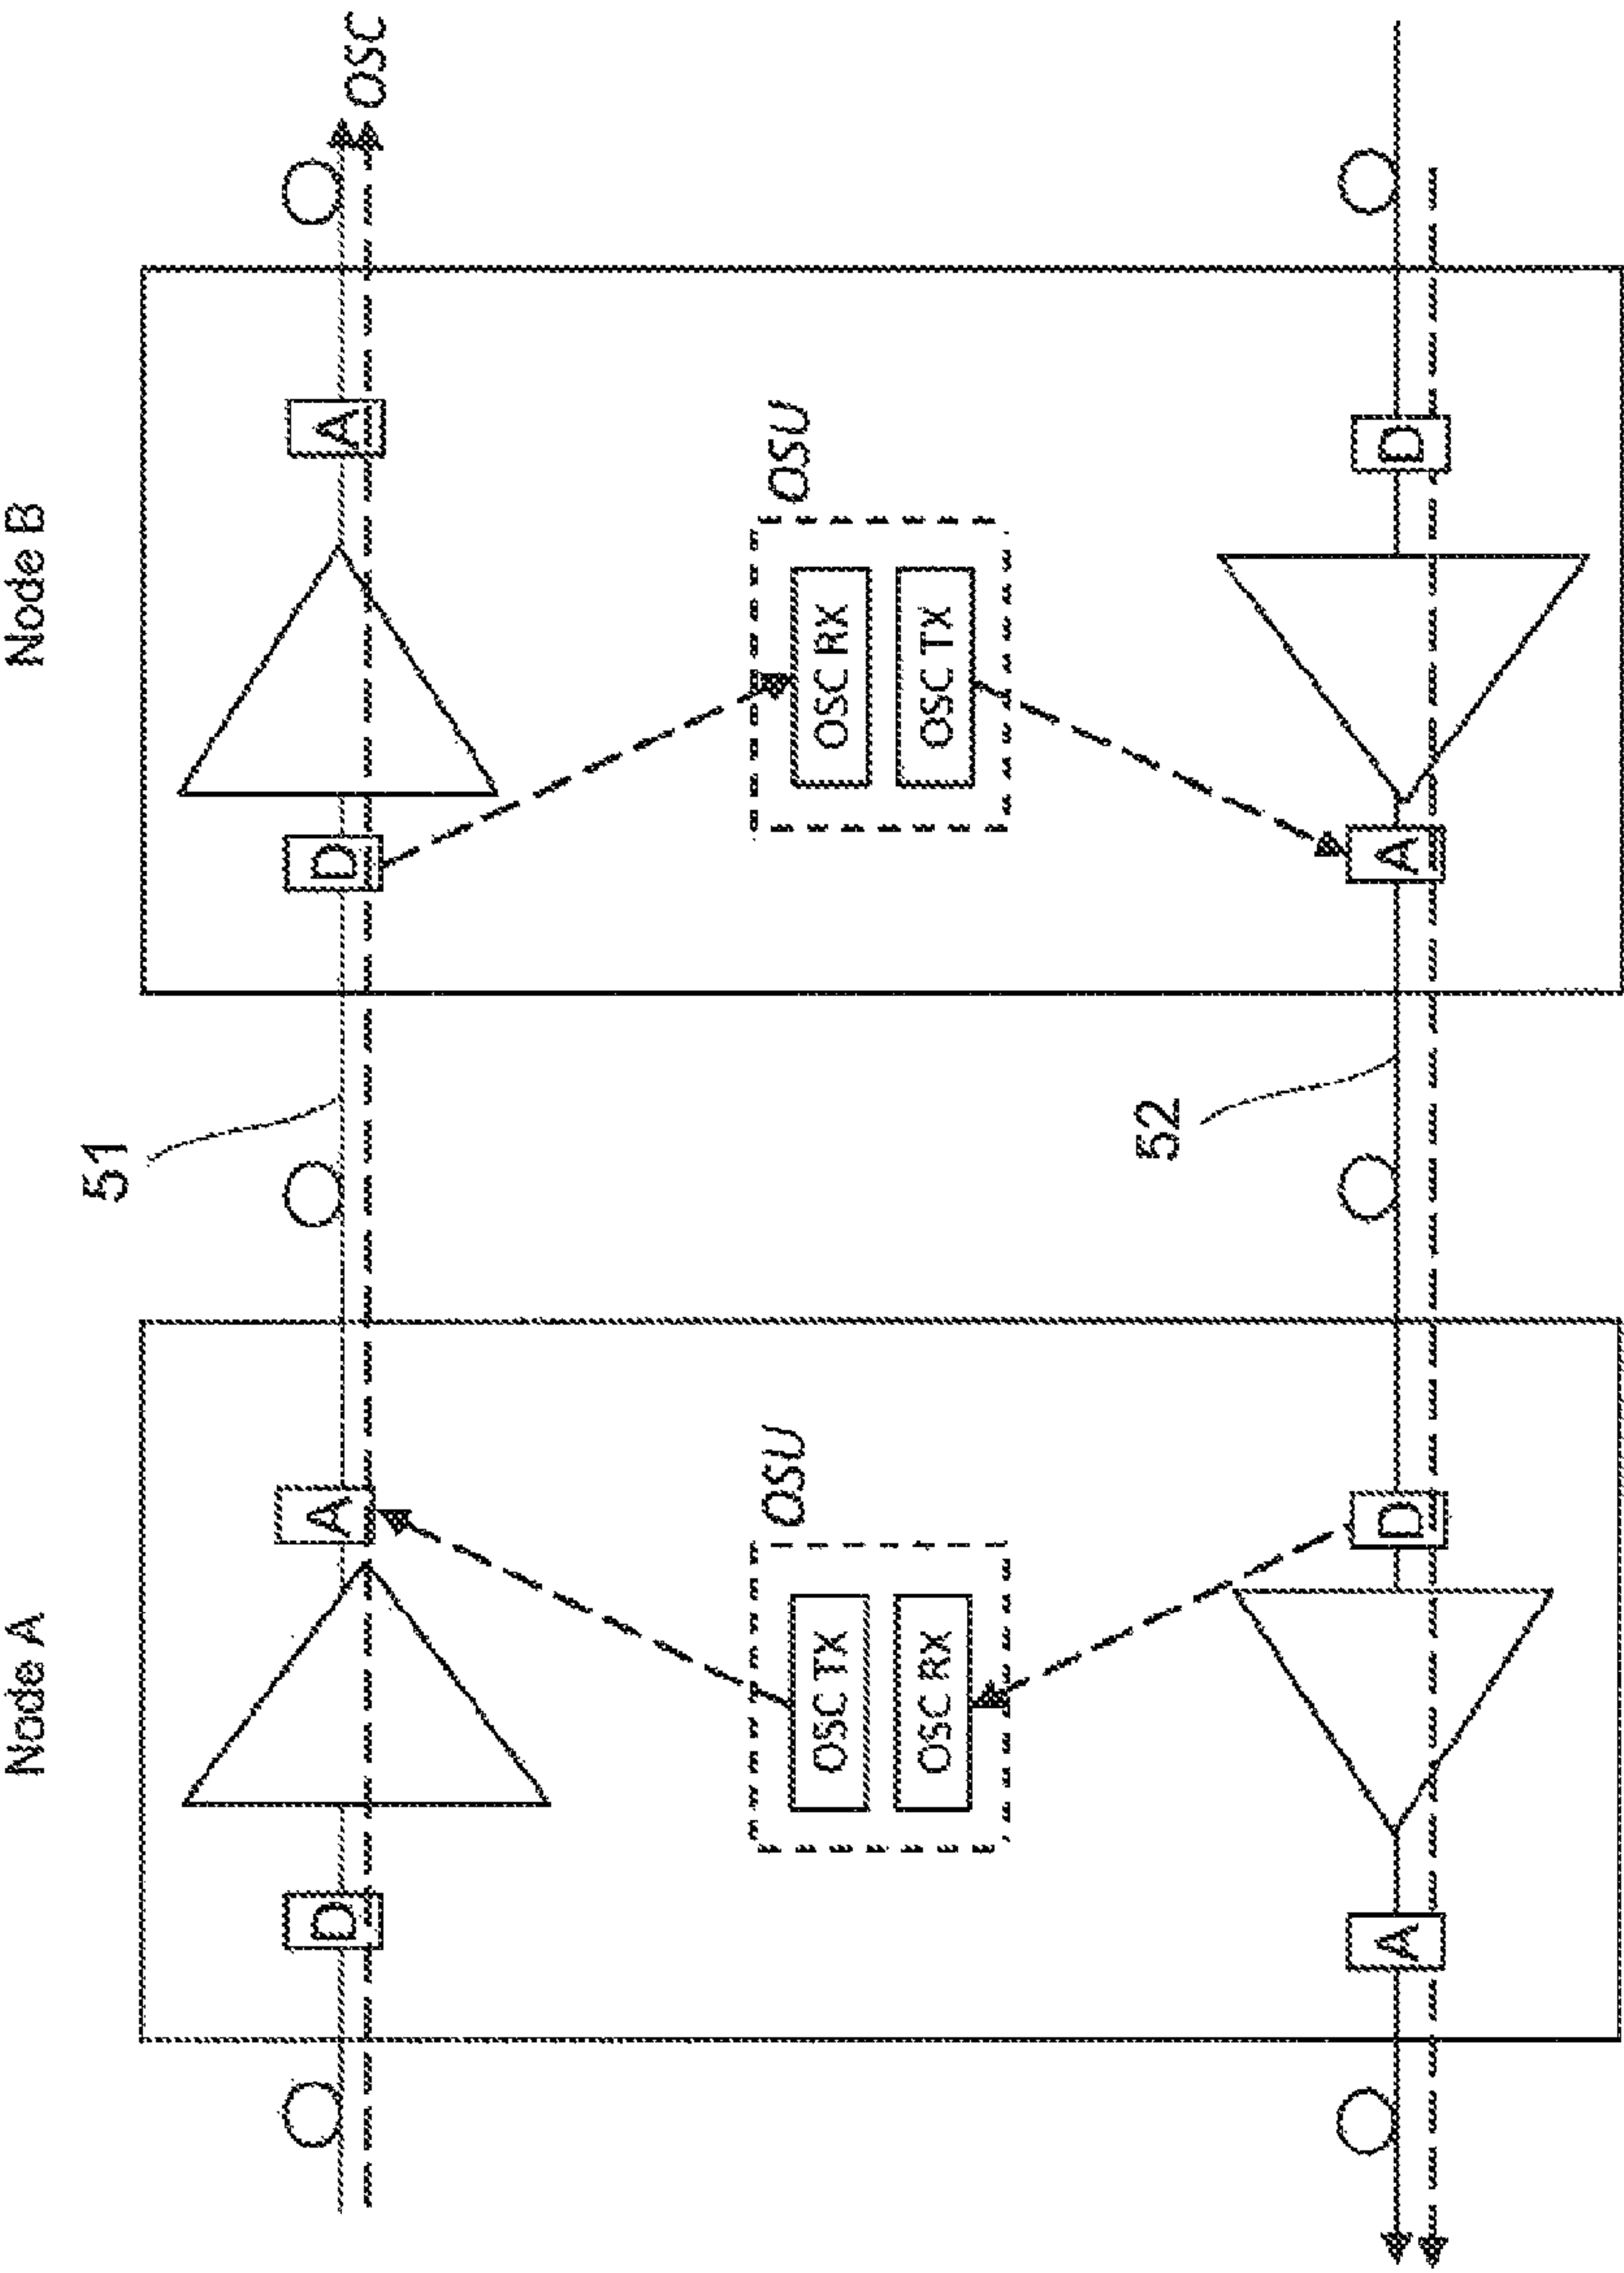 Node A
Node B
D
A
51
D
A
OSC
OSU
OSC TX
OSC RX
OSU
OSC RX
OSC TX
A
D
52
A
D